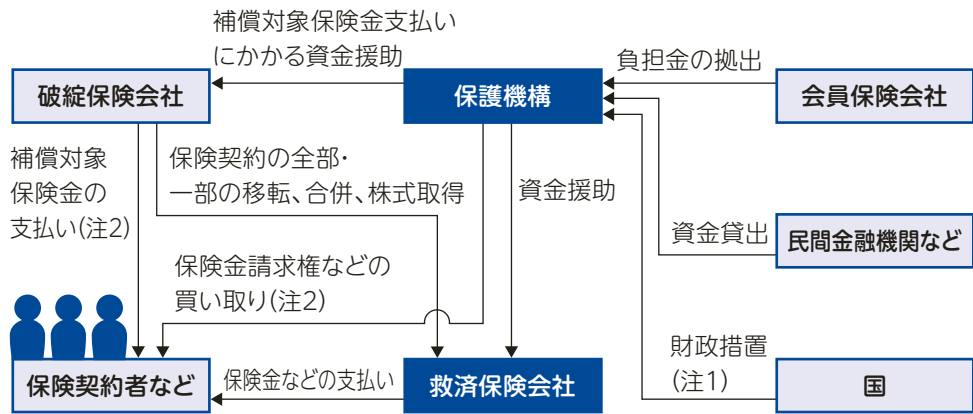 補償対象保険金支払い
にかかる資金援助
負担金の拠出
破綻保険会社
保護機構
会員保険会社
補償対象
保険金の
支払い(注2)
保険契約の全部・
一部の移転、合併、株式取得
資金援助
資金貸出
民間金融機関など
保険金請求権などの
買い取り(注2)
財政措置
(注1)
保険契約者など
保険金などの支払い
救済保険会社
国